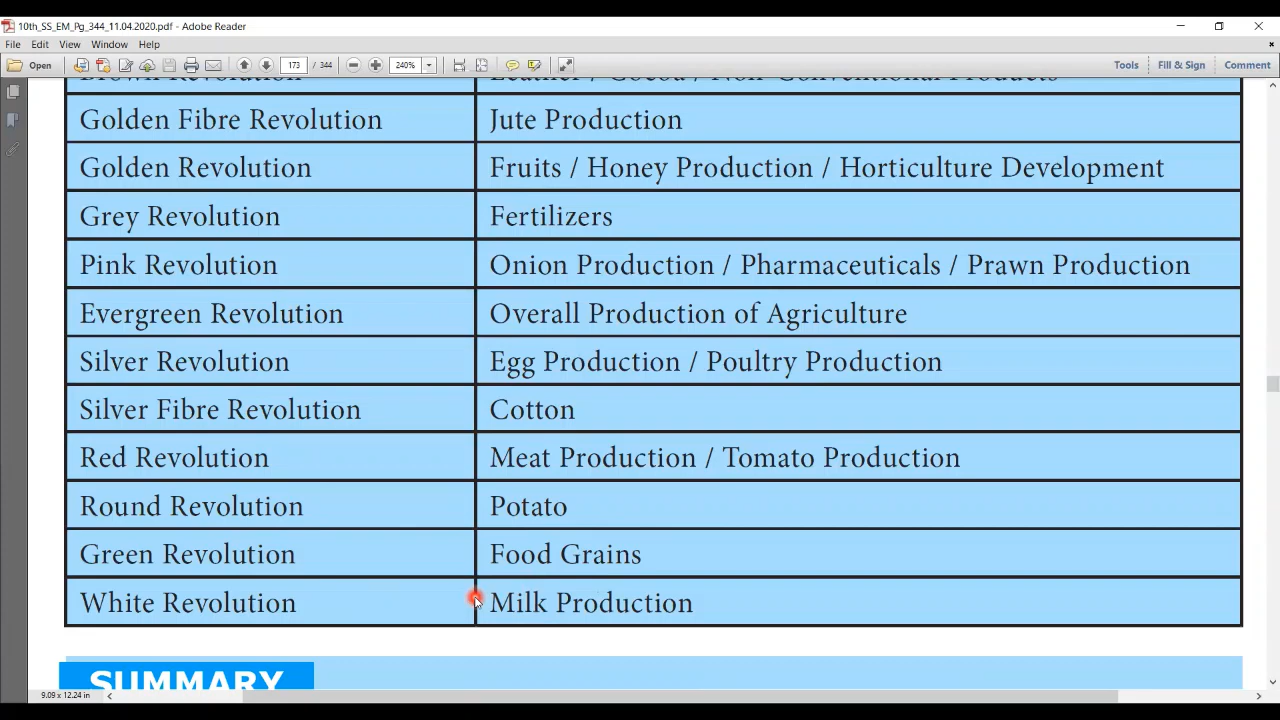 10th_SS_EM_Pg_344_11.04.2020.pdf - Adobe Reader
File Edit View Window Help
Open 173 / 344 240% Tools Fill & Sign Comment
Golden Fibre Revolution Jute Production
Golden Revolution Fruits / Honey Production / Horticulture Development
Grey Revolution Fertilizers
Pink Revolution Onion Production / Pharmaceuticals / Prawn Production
Evergreen Revolution Overall Production of Agriculture
Silver Revolution Egg Production / Poultry Production
Silver Fibre Revolution Cotton
Red Revolution Meat Production / Tomato Production
Round Revolution Potato
Green Revolution Food Grains
White Revolution Milk Production
SUMMARY
9.09 x 12.24 in